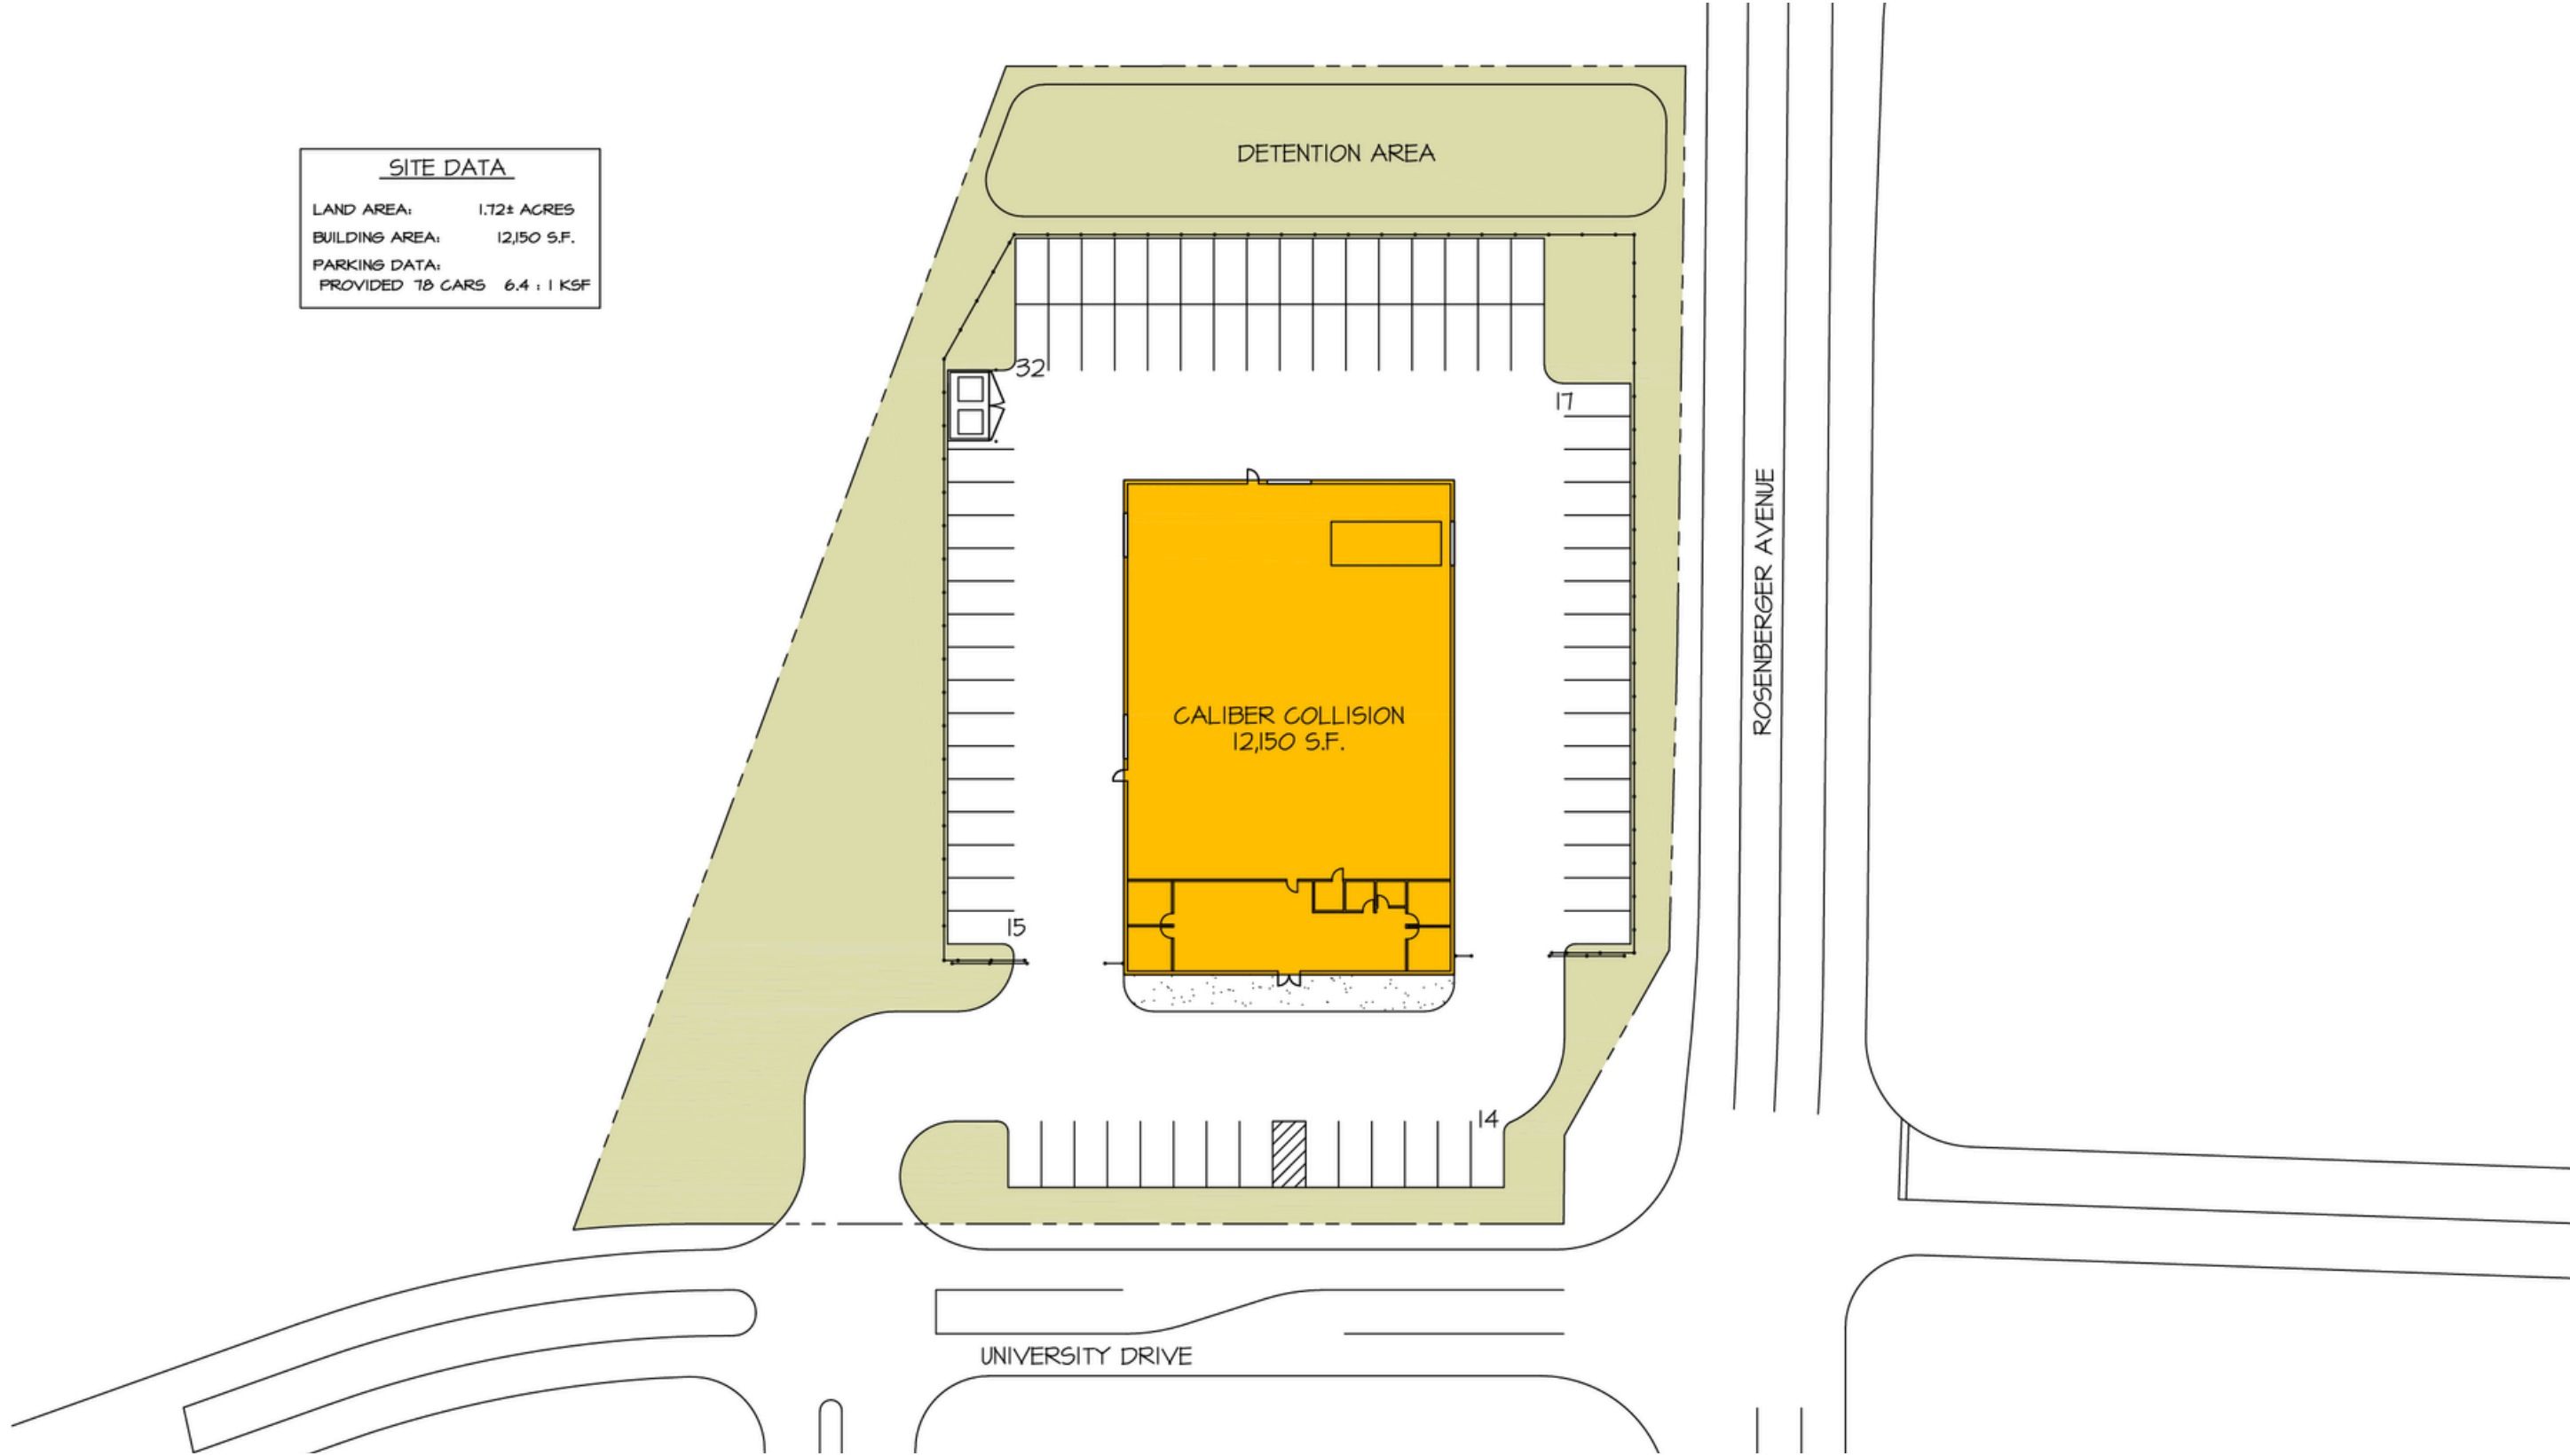 SITE DATA
LAND AREA: 1.72± ACRES
BUILDING AREA: 12,150 S.F.
PARKING DATA:
PROVIDED 78 CARS 6.4 : 1 KSF
DETENTION AREA
32
17
ROSENBERGER AVENUE
CALIBER COLLISION
12,150 S.F.
15
14
UNIVERSITY DRIVE